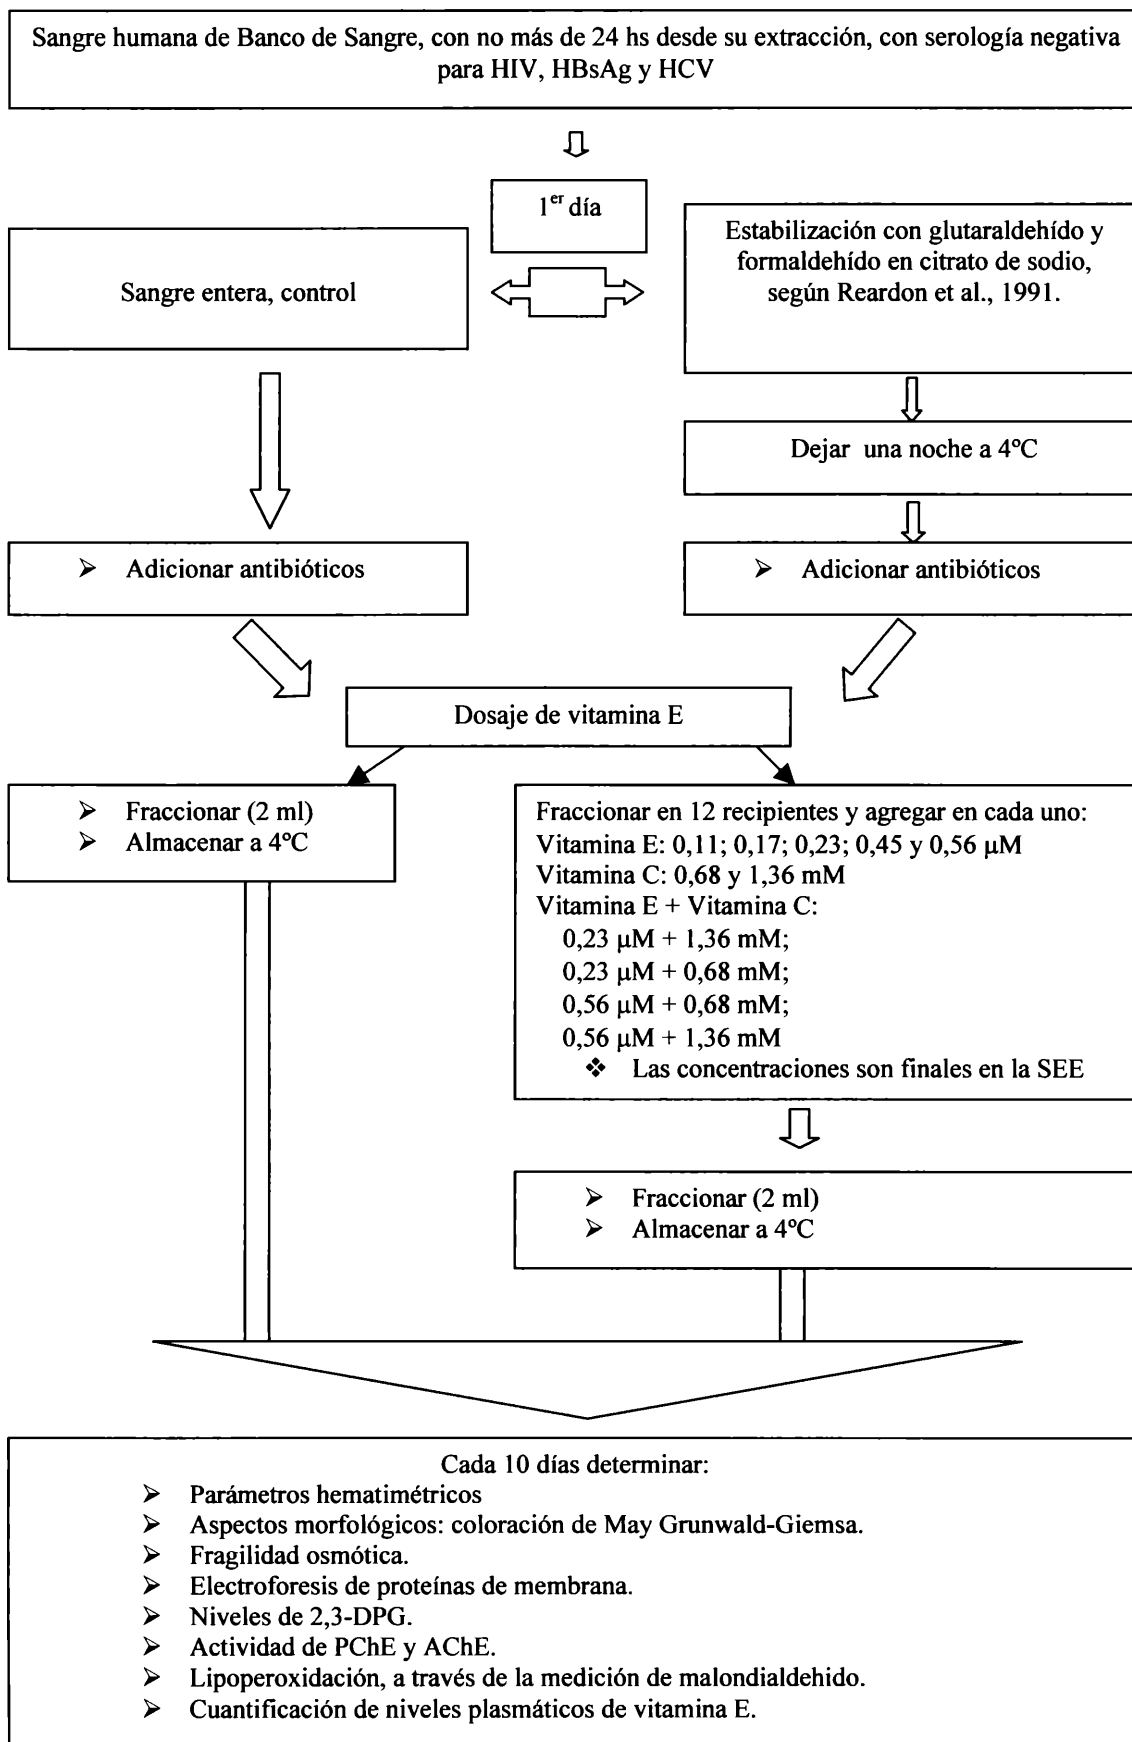 Sangre humana de Banco de Sangre, con no más de 24 hs desde su extracción, con serología negativa
para HIV, HBsAg y HCV
1er día
Sangre entera, control
Estabilización con glutaraldehído y
formaldehído en citrato de sodio,
según Reardon et al., 1991.
Dejar una noche a 4ºC
➢ Adicionar antibióticos
➢ Adicionar antibióticos
Dosaje de vitamina E
➢ Fraccionar (2 ml)
➢ Almacenar a 4ºC
Fraccionar en 12 recipientes y agregar en cada uno:
Vitamina E: 0,11; 0,17; 0,23; 0,45 y 0,56 µM
Vitamina C: 0,68 y 1,36 mM
Vitamina E + Vitamina C:
0,23 µM + 1,36 mM;
0,23 µM + 0,68 mM;
0,56 µM + 0,68 mM;
0,56 µM + 1,36 mM
❖ Las concentraciones son finales en la SEE
➢ Fraccionar (2 ml)
➢ Almacenar a 4ºC
Cada 10 días determinar:
➢ Parámetros hematimétricos
➢ Aspectos morfológicos: coloración de May Grunwald-Giemsa.
➢ Fragilidad osmótica.
➢ Electroforesis de proteínas de membrana.
➢ Niveles de 2,3-DPG.
➢ Actividad de PChE y AChE.
➢ Lipoperoxidación, a través de la medición de malondialdehido.
➢ Cuantificación de niveles plasmáticos de vitamina E.